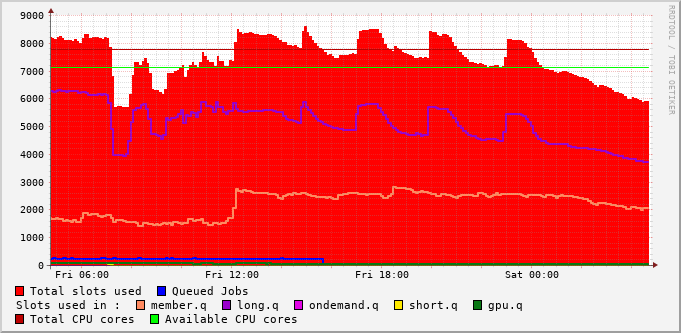 9000
8000
7000
6000
5000
4000
3000
2000
1000
0
Fri 06:00 Fri 12:00 Fri 18:00 Sat 00:00
RRDTOOL / TOBI OETIKER
Total slots used Queued Jobs
Slots used in : member.q long.q ondemand.q short.q gpu.q
Total CPU cores Available CPU cores